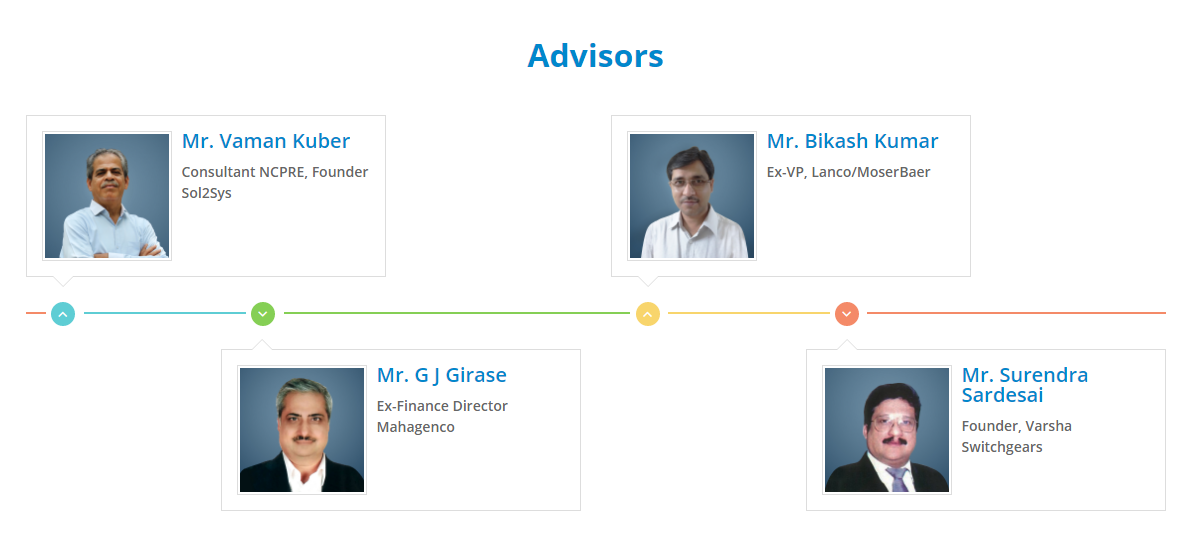 Advisors
Mr. Vaman Kuber
Consultant NCPRE, Founder
Sol2Sys
Mr. Bikash Kumar
Ex-VP, Lanco/MoserBaer
Mr. G J Girase
Ex-Finance Director
Mahagenco
Mr. Surendra
Sardesai
Founder, Varsha
Switchgears